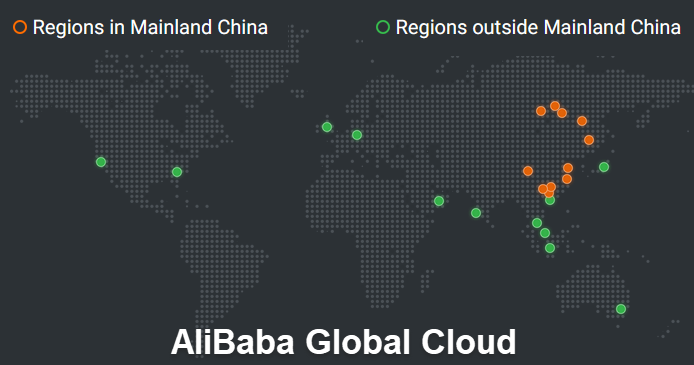 Regions in Mainland China
Regions outside Mainland China
AliBaba Global Cloud